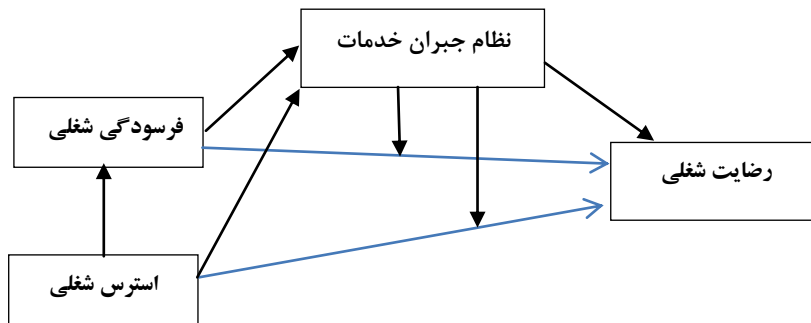 نظام جبران خدمات
فرسودگی شغلی
رضایت شغلی
استرس شغلی